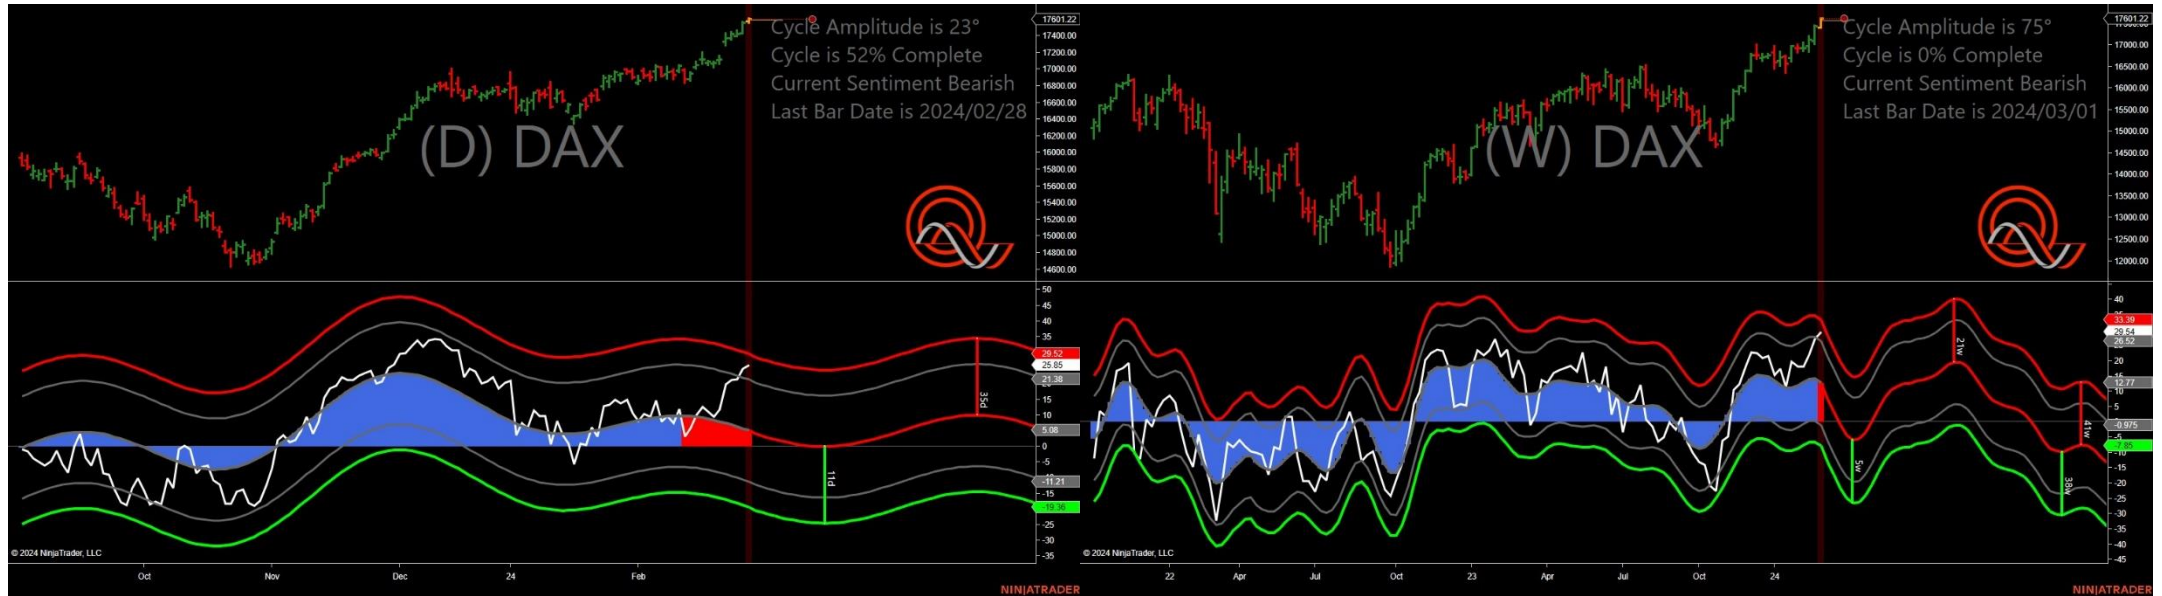 17601.22
Cycle Amplitude is 23°
Cycle is 52% Complete
Current Sentiment Bearish
Last Bar Date is 2024/02/28
(D) DAX
17400.00
17200.00
17000.00
16800.00
16600.00
16400.00
16200.00
16000.00
15800.00
15600.00
15400.00
15200.00
15000.00
14800.00
14600.00
50
45
40
35
29.52
25.85
21.38
15
10
5.08
0
-5
-11.21
-15
-19.36
-25
-30
-35
35d
11d
© 2024 NinjaTrader, LLC
Oct
Nov
Dec
24
Feb
NINJATRADER
17601.22
Cycle Amplitude is 75°
Cycle is 0% Complete
Current Sentiment Bearish
Last Bar Date is 2024/03/01
(W) DAX
17000.00
16500.00
16000.00
15500.00
15000.00
14500.00
14000.00
13500.00
13000.00
12500.00
12000.00
40
33.39
29.54
26.52
20
15
12.77
5
-0.975
-5
-7.85
-10
-15
-20
-25
-30
-35
-40
-45
21w
5w
41w
38w
© 2024 NinjaTrader, LLC
22
Apr
Jul
Oct
23
Apr
Jul
Oct
24
NINJATRADER